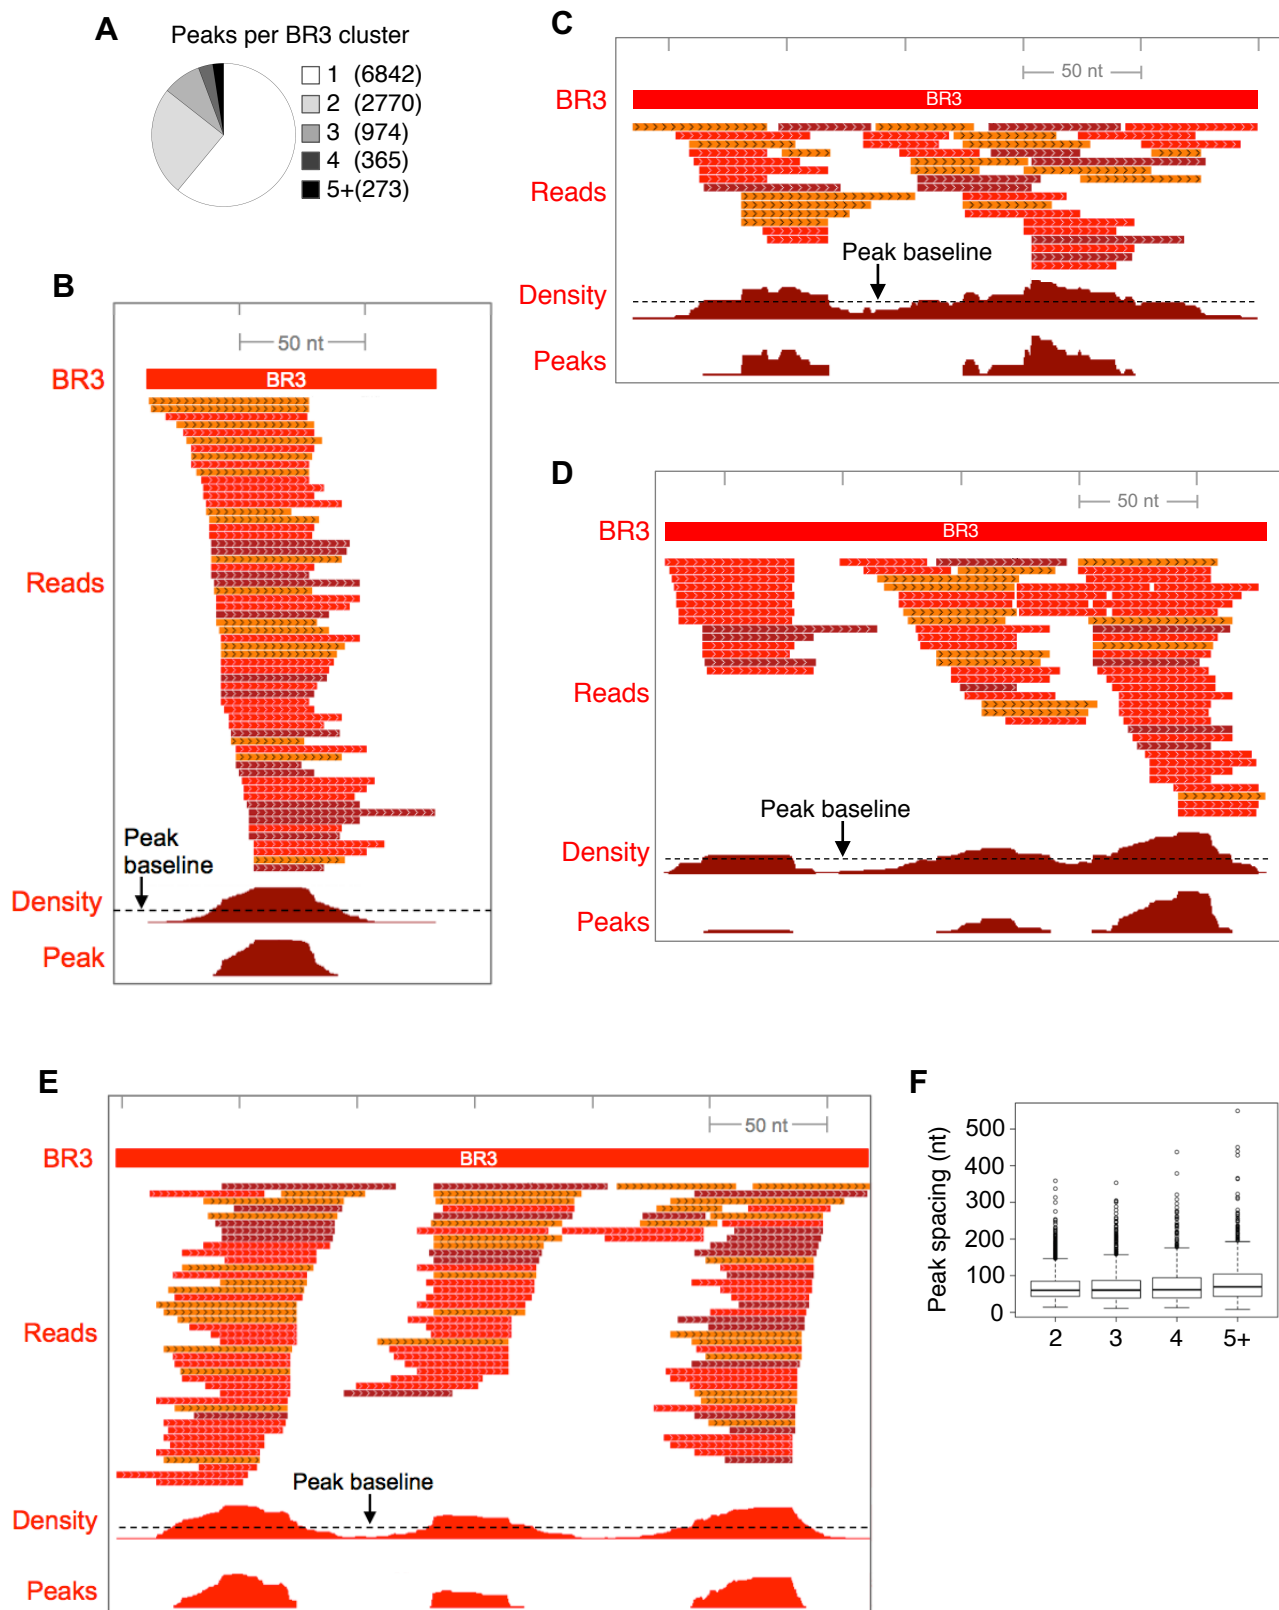 A
Peaks per BR3 cluster
1 (6842)
2 (2770)
3 (974)
4 (365)
5+(273)
B
50 nt
BR3
BR3
Reads
Peak
baseline
Density
Peak
C
50 nt
BR3
BR3
Reads
Peak baseline
Density
Peaks
D
50 nt
BR3
BR3
Reads
Peak baseline
Density
Peaks
E
50 nt
BR3
BR3
Reads
Peak baseline
Density
Peaks
F
Peak spacing (nt)
500
400
300
200
100
0
2 3 4 5+